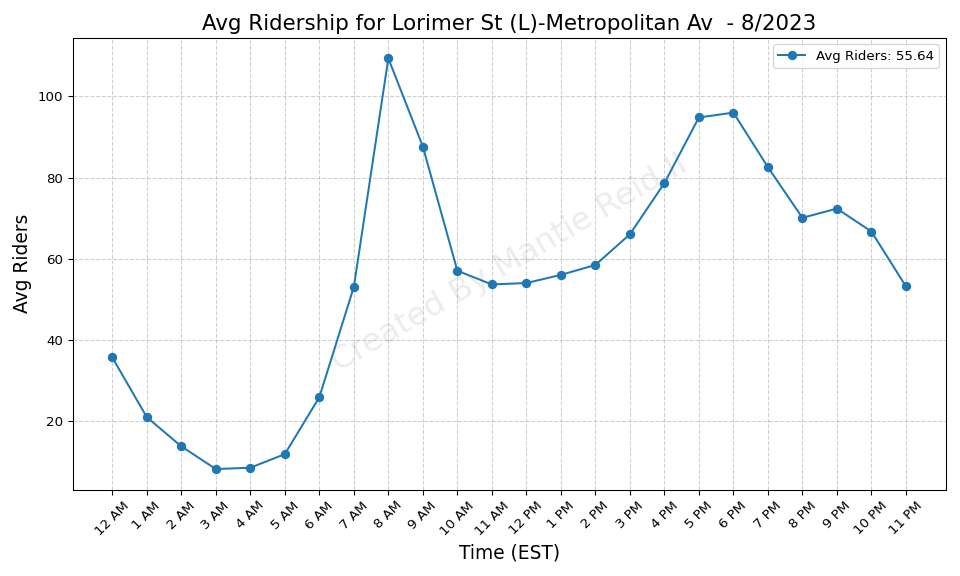 Avg Ridership for Lorimer St (L)-Metropolitan Av - 8/2023
Avg Riders: 55.64
Avg Riders
100
80
60
40
20
Created By Mantle Reid II
12 AM
1 AM
2 AM
3 AM
4 AM
5 AM
6 AM
7 AM
8 AM
9 AM
10 AM
11 AM
12 PM
1 PM
2 PM
3 PM
4 PM
5 PM
6 PM
7 PM
8 PM
9 PM
10 PM
11 PM
Time (EST)